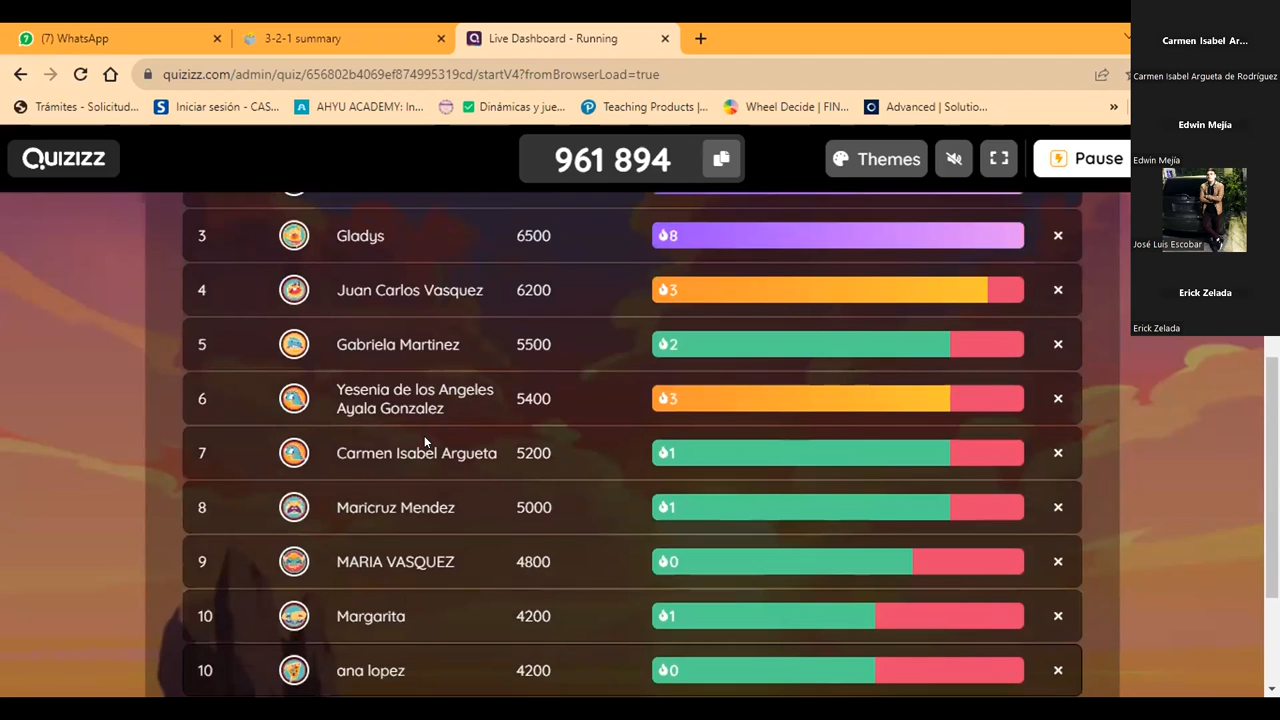 (7) WhatsApp
3-2-1 summary
Live Dashboard - Running
quizizz.com/admin/quiz/656802b4069ef874995319cd/startV4?fromBrowserLoad=true
Trámites - Solicitud...
Iniciar sesión - CAS...
AHYU ACADEMY: In...
Dinámicas y jue...
Teaching Products |...
Wheel Decide | FIN...
Advanced | Solutio...
»
Quizizz
961 894
Themes
Pause
3 Gladys 6500 8
4 Juan Carlos Vasquez 6200 3
5 Gabriela Martinez 5500 2
6 Yesenia de los Angeles
Ayala Gonzalez 5400 3
7 Carmen Isabel Argueta 5200 1
8 Maricruz Mendez 5000 1
9 MARIA VASQUEZ 4800 0
10 Margarita 4200 1
10 ana lopez 4200 0
Carmen Isabel Ar...
Carmen Isabel Argueta de Rodríguez
Edwin Mejía
Edwin Mejía
José Luis Escobar
Erick Zelada
Erick Zelada